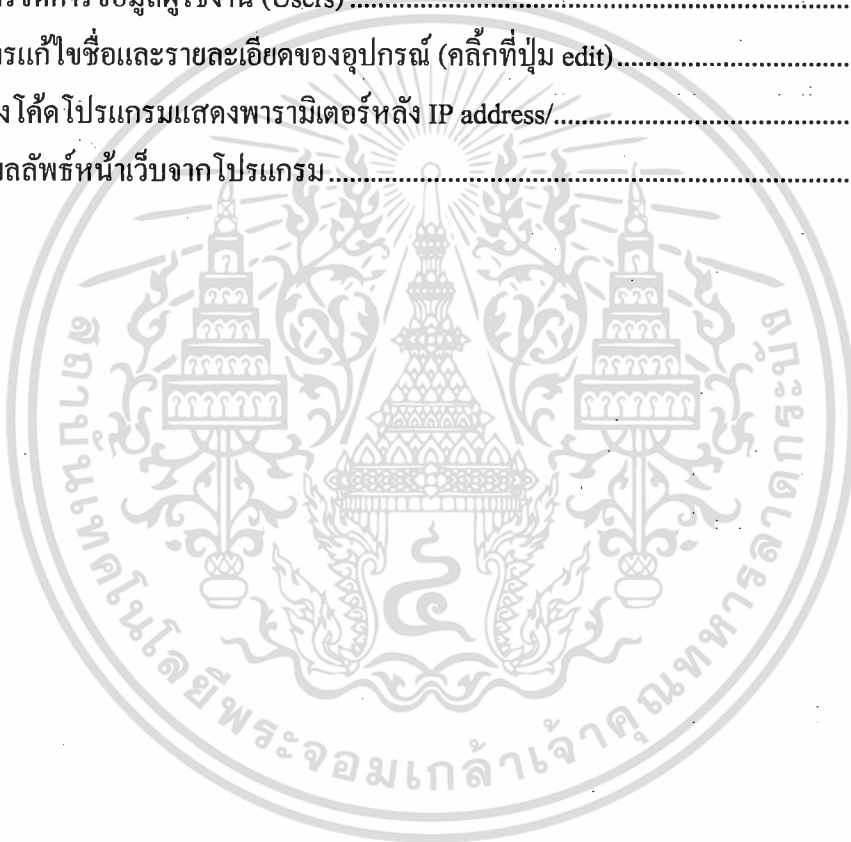 ข้อมูลผู้ใช้งาน (Users)
รแก้ไขชื่อและรายละเอียดของอุปกรณ์ (คลิ๊กที่ปุ่ม edit)
งโค้ดโปรแกรมแสดงพารามิเตอร์หลัง IP address/
ผลลัพธ์หน้าเว็บจากโปรแกรม
สถาบันเทคโนโลยีพระจอมเกล้าเจ้าคุณทหารลาดกระบัง